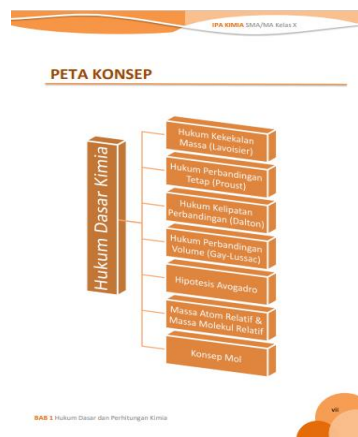 IPA KIMIA SMA/MA Kelas X
PETA KONSEP
Hukum Dasar Kimia
Hukum Kekekalan
Massa (Lavoisier)
Hukum Perbandingan
Tetap (Proust)
Hukum Kelipatan
Perbandingan (Dalton)
Hukum Perbandingan
Volume (Gay-Lussac)
Hipotesis Avogadro
Massa Atom Relatif &
Massa Molekul Relatif
Konsep Mol
BAB 1 Hukum Dasar dan Perhitungan Kimia
vii